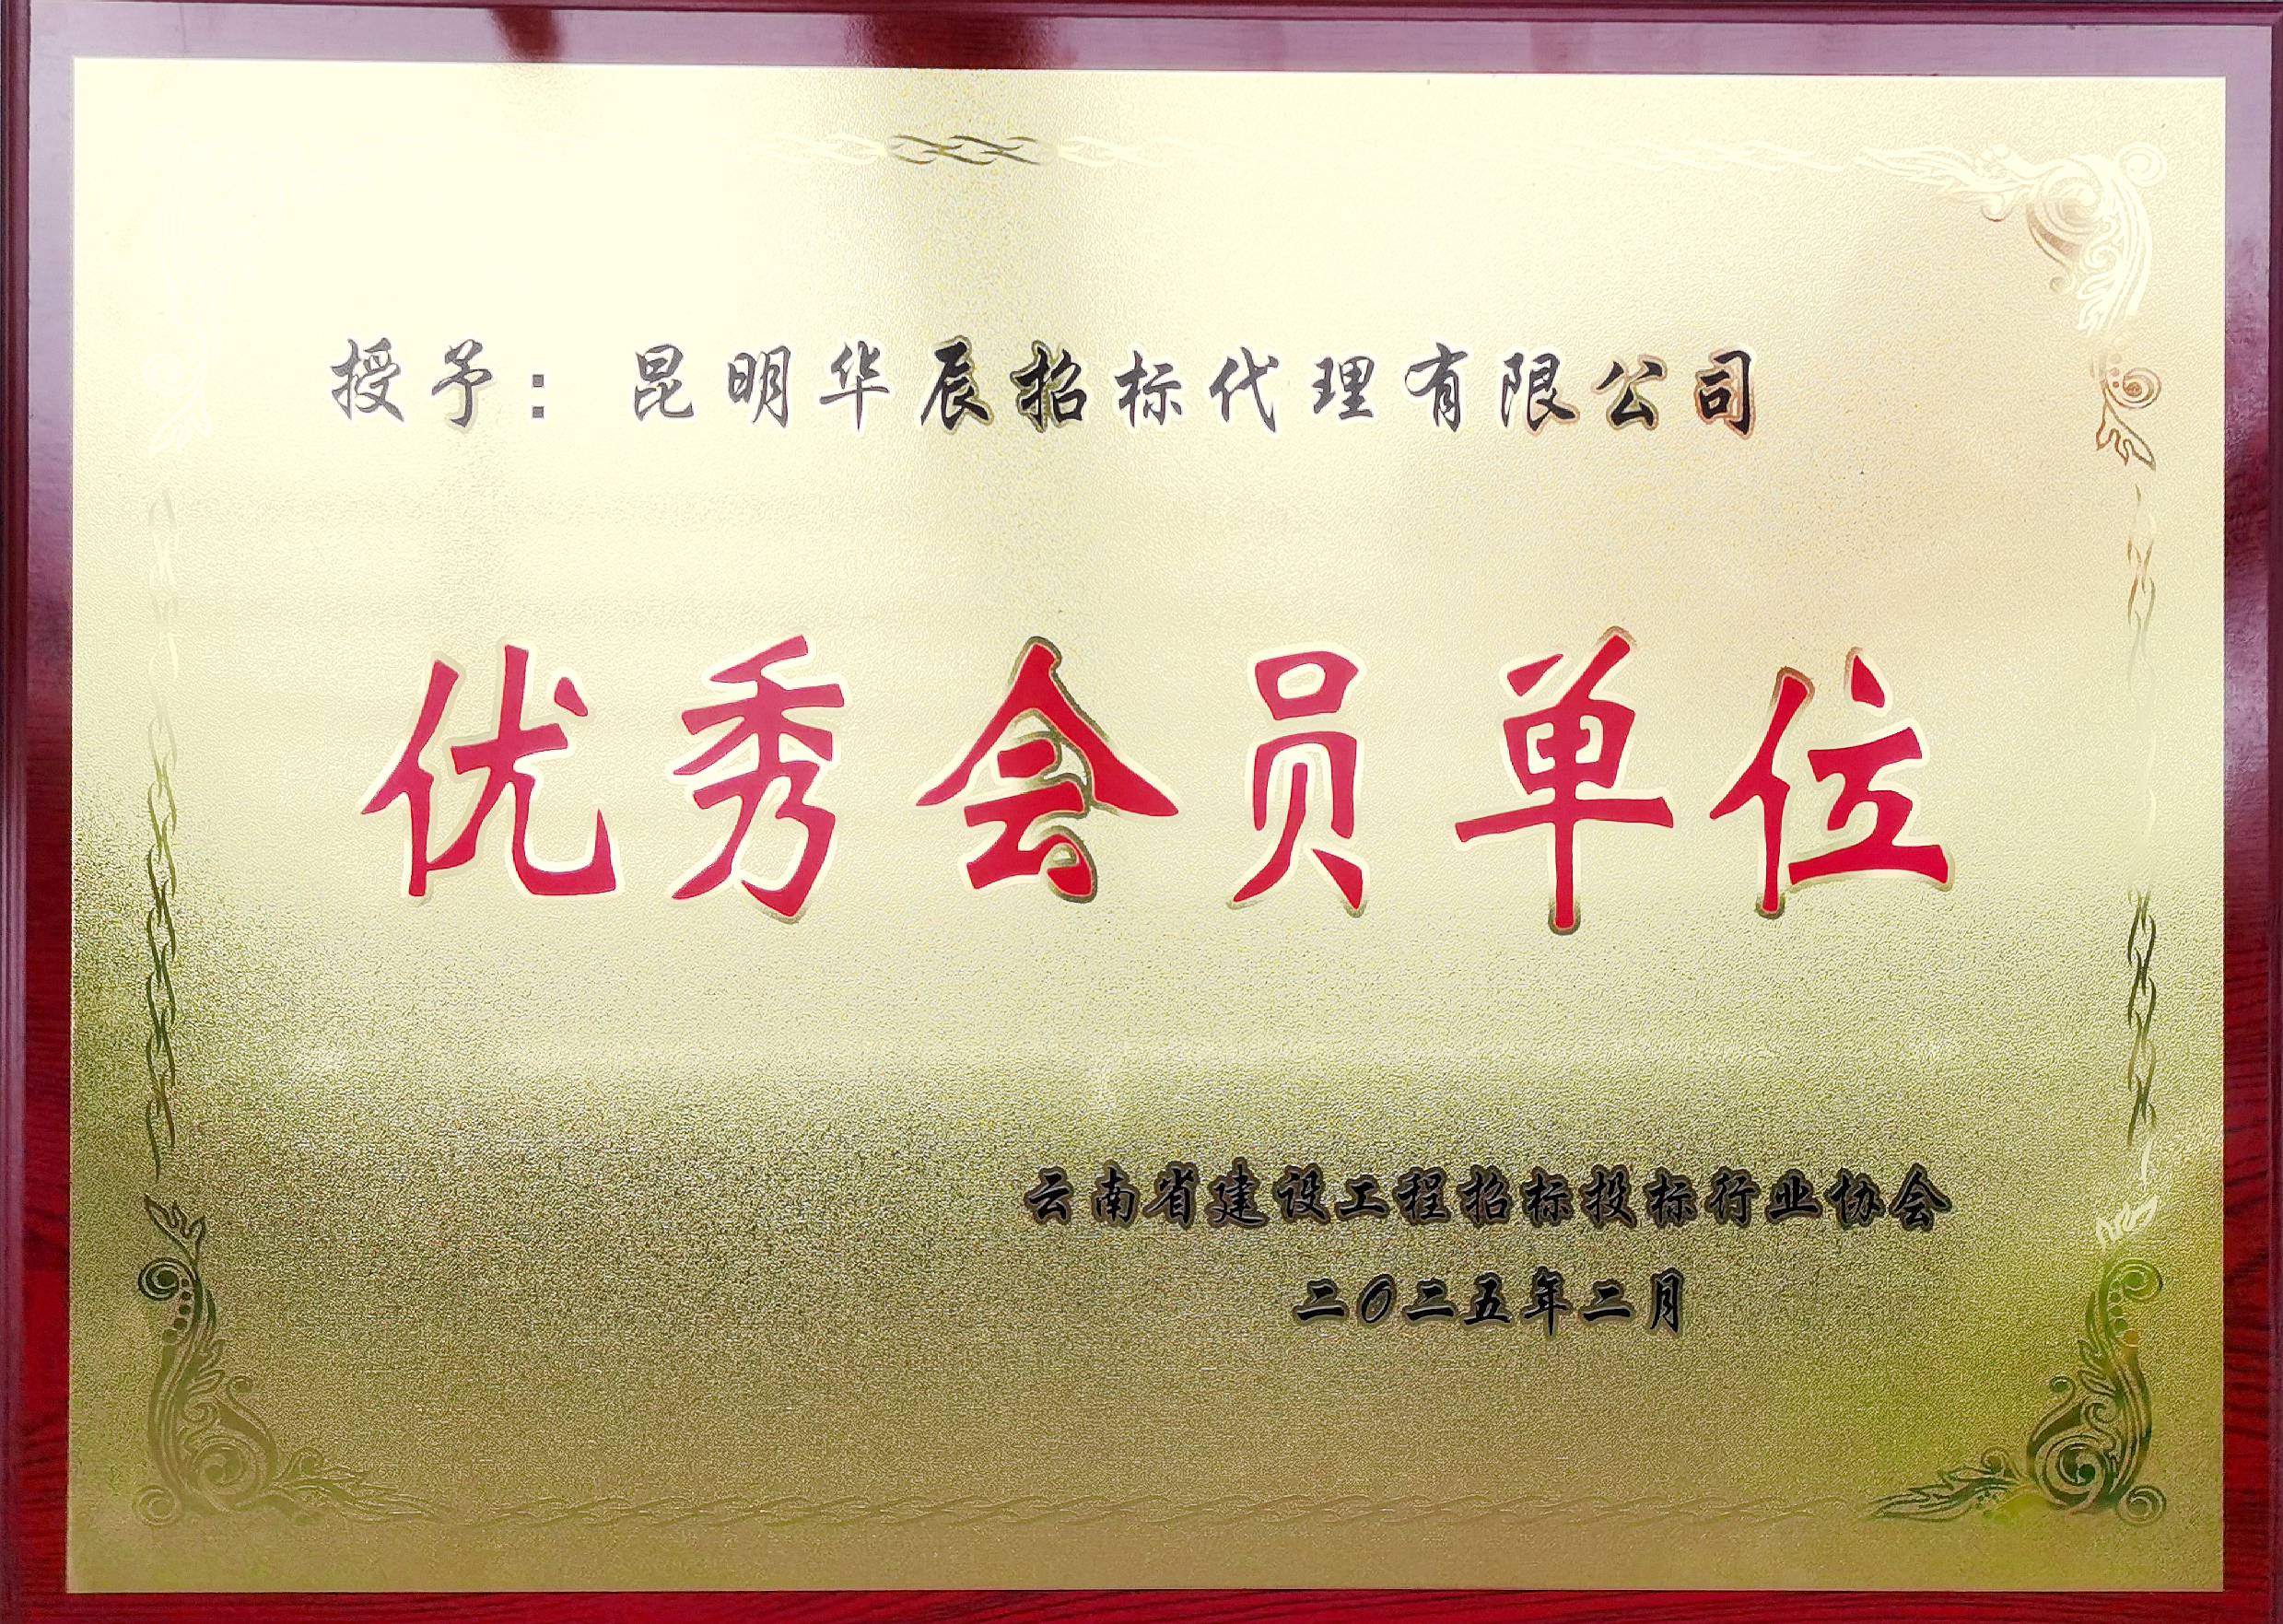 授予：昆明华辰招标代理有限公司
优秀会员单位
云南省建设工程招标投标行业协会
二〇二五年二月